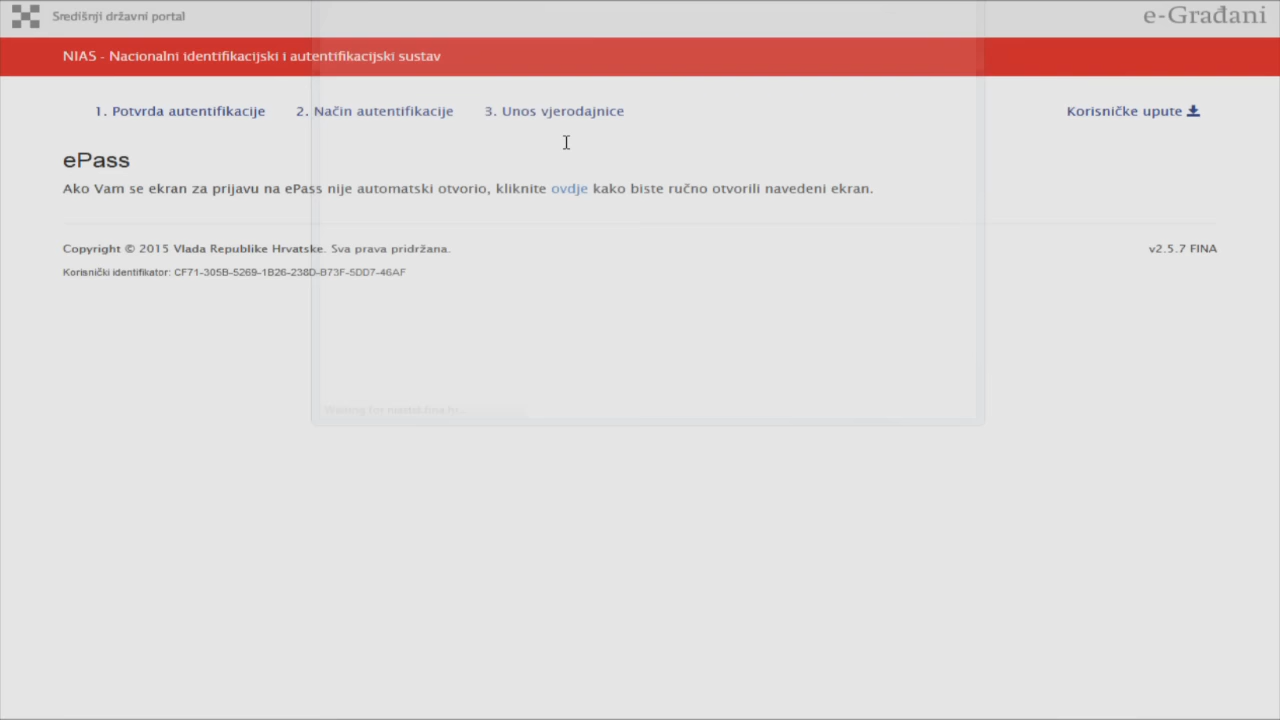 Središnji državni portal
e-Građani
NIAS - Nacionalni identifikacijski i autentifikacijski sustav
1. Potvrda autentifikacije 2. Način autentifikacije 3. Unos vjerodajnice
Korisničke upute
ePass
Ako Vam se ekran za prijavu na ePass nije automatski otvorio, kliknite ovdje kako biste ručno otvorili navedeni ekran.
Copyright © 2015 Vlada Republike Hrvatske. Sva prava pridržana.
v2.5.7 FINA
Korisnički identifikator: CF71-305B-5269-1B26-238D-B73F-5DD7-46AF
Waiting for